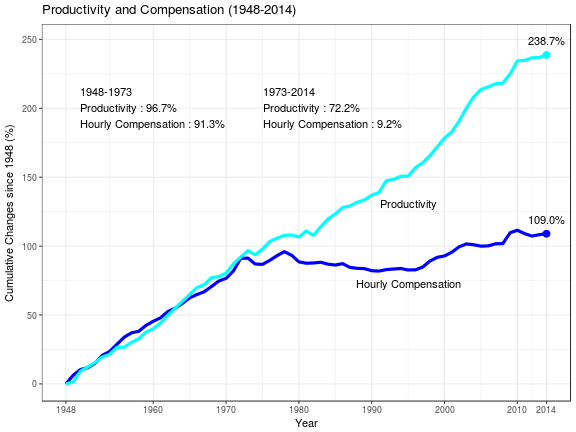 Productivity and Compensation (1948-2014)
250
200
150
100
50
0
Cumulative Changes since 1948 (%)
1948-1973
Productivity : 96.7%
Hourly Compensation : 91.3%
1973-2014
Productivity : 72.2%
Hourly Compensation : 9.2%
238.7%
Productivity
109.0%
Hourly Compensation
1948 1960 1970 1980 1990 2000 2010 2014
Year